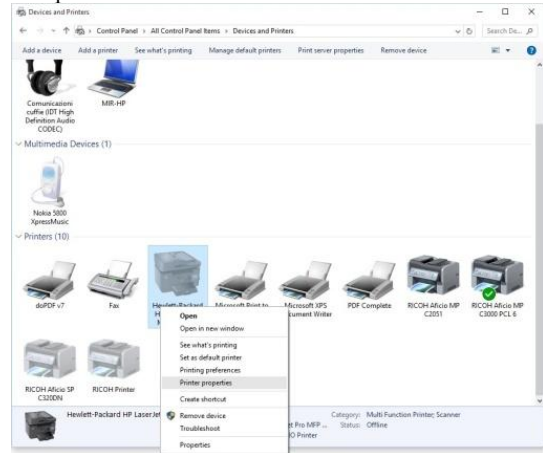 Devices and Printers
Control Panel › All Control Panel Items › Devices and Printers
Search De...
Add a device Add a printer See what's printing Manage default printers Print server properties Remove device
Comunicazioni
cuffie (IDT High
Definition Audio
CODEC)
MIR-HP
Multimedia Devices (1)
Nokia 5800
XpressMusic
Printers (10)
doPDF v7
Fax
Hewlett-Packard
Microsoft Print to
Microsoft XPS
Document Writer
PDF Complete
RICOH Aficio MP
C2051
RICOH Aficio MP
C3000 PCL 6
RICOH Aficio SP
C320DN
RICOH Printer
Open
Open in new window
See what's printing
Set as default printer
Printing preferences
Printer properties
Create shortcut
Remove device
Troubleshoot
Properties
Hewlett-Packard HP LaserJet
et Pro MFP ...
IO Printer
Category: Multi Function Printer; Scanner
Status: Offline